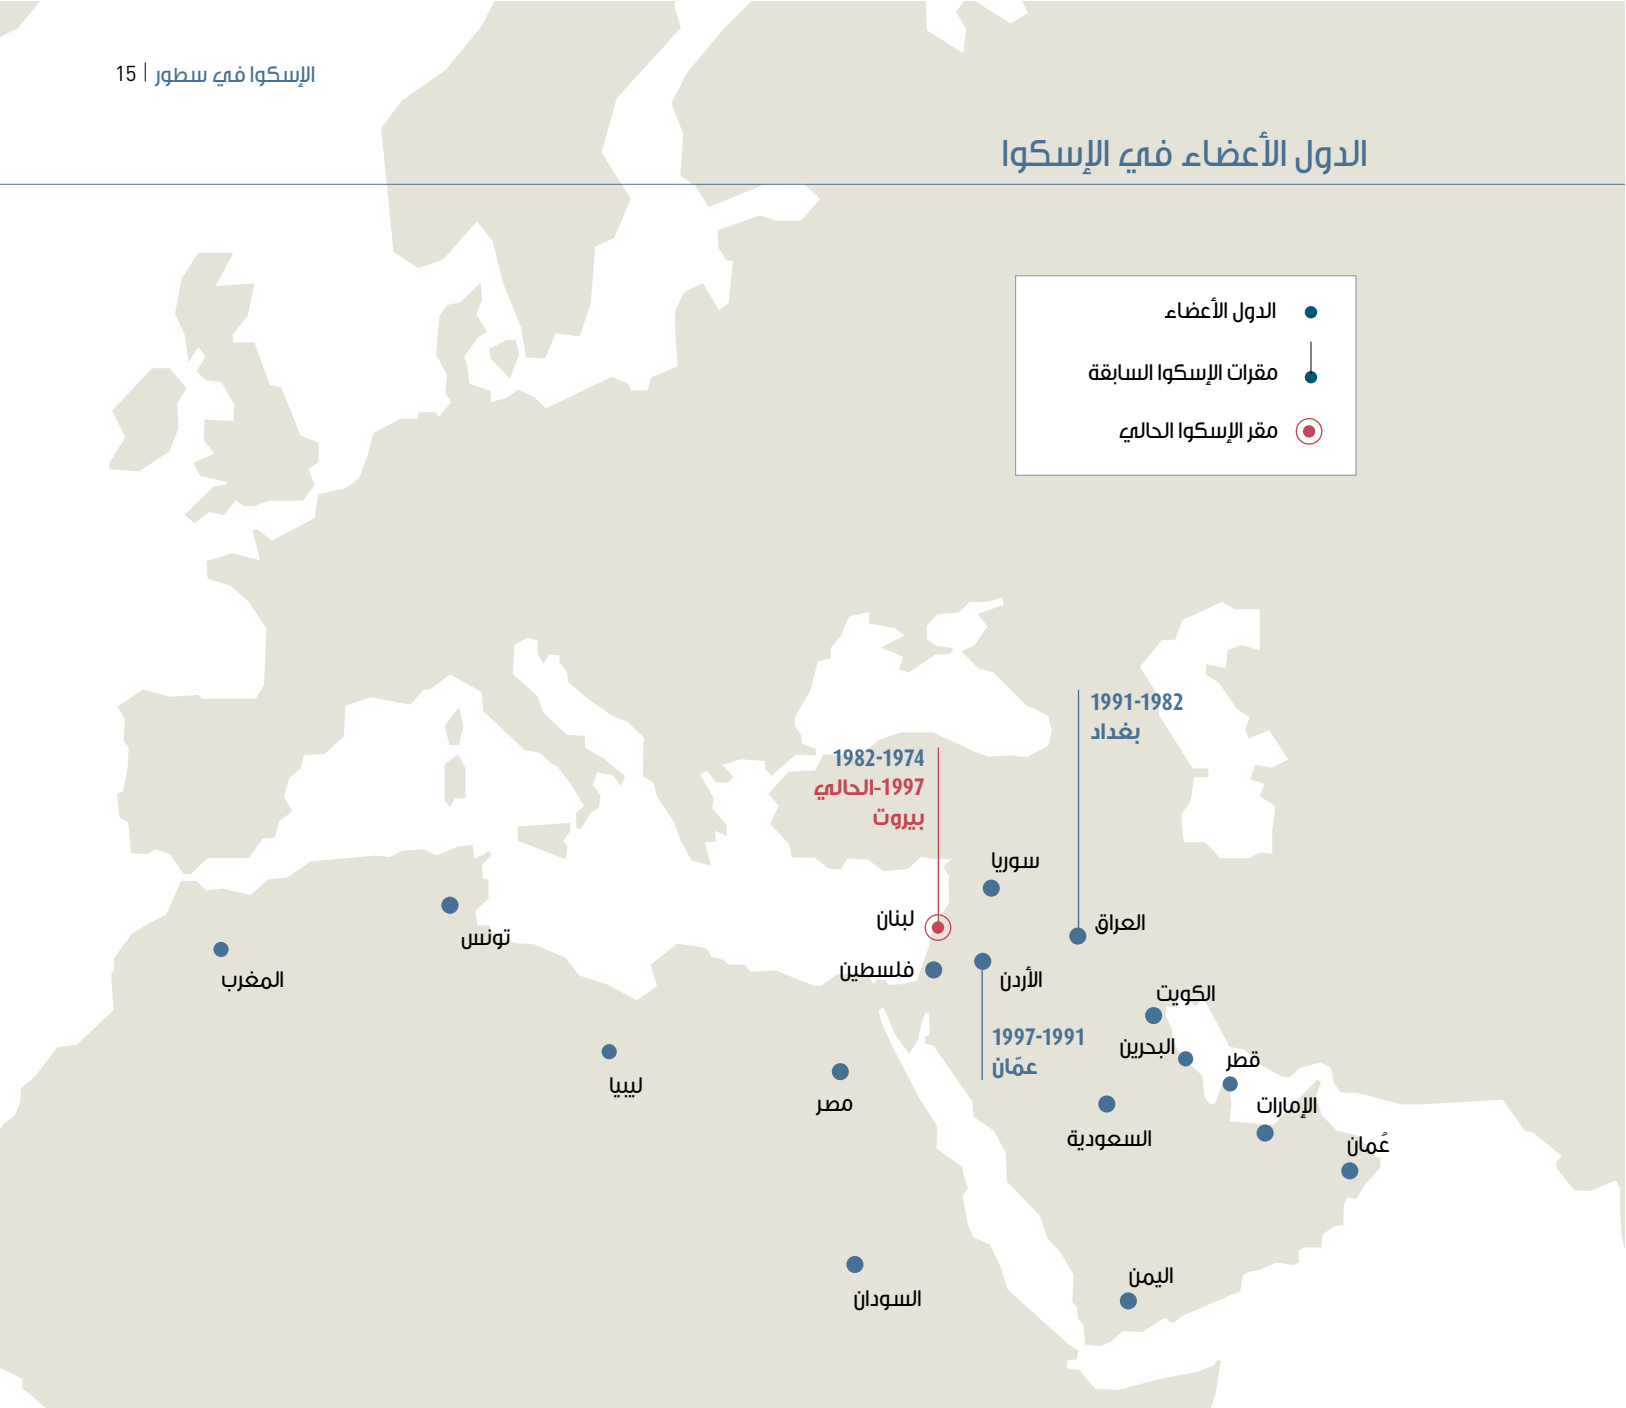 الإسكوا في سطور | 15
الدول الأعضاء في الإسكوا
الدول الأعضاء
مقرات الإسكوا السابقة
مقر الإسكوا الحالي
1991-1982
بغداد
1982-1974
1997-الحالي
بيروت
سوريا
لبنان
العراق
تونس
فلسطين
الأردن
المغرب
الكويت
1997-1991
عمّان
البحرين
قطر
ليبيا
مصر
الإمارات
السعودية
عُمان
اليمن
السودان